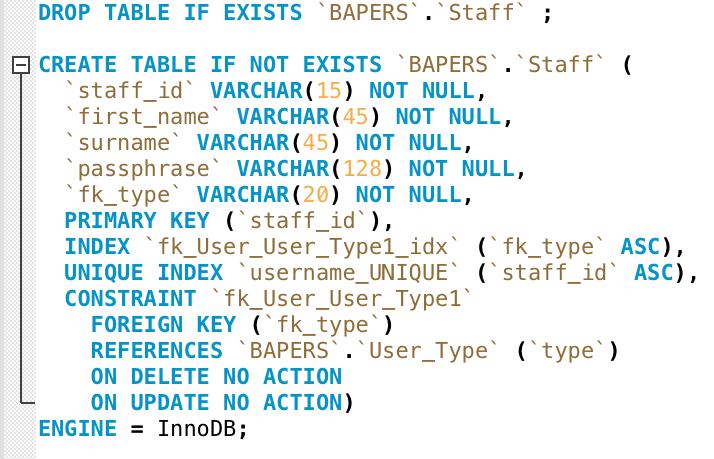 DROP TABLE IF EXISTS `BAPERS`.`Staff` ;
CREATE TABLE IF NOT EXISTS `BAPERS`.`Staff` (
`staff_id` VARCHAR(15) NOT NULL,
`first_name` VARCHAR(45) NOT NULL,
`surname` VARCHAR(45) NOT NULL,
`passphrase` VARCHAR(128) NOT NULL,
`fk_type` VARCHAR(20) NOT NULL,
PRIMARY KEY (`staff_id`),
INDEX `fk_User_User_Type1_idx` (`fk_type` ASC),
UNIQUE INDEX `username_UNIQUE` (`staff_id` ASC),
CONSTRAINT `fk_User_User_Type1`
FOREIGN KEY (`fk_type`)
REFERENCES `BAPERS`.`User_Type` (`type`)
ON DELETE NO ACTION
ON UPDATE NO ACTION)
ENGINE = InnoDB;